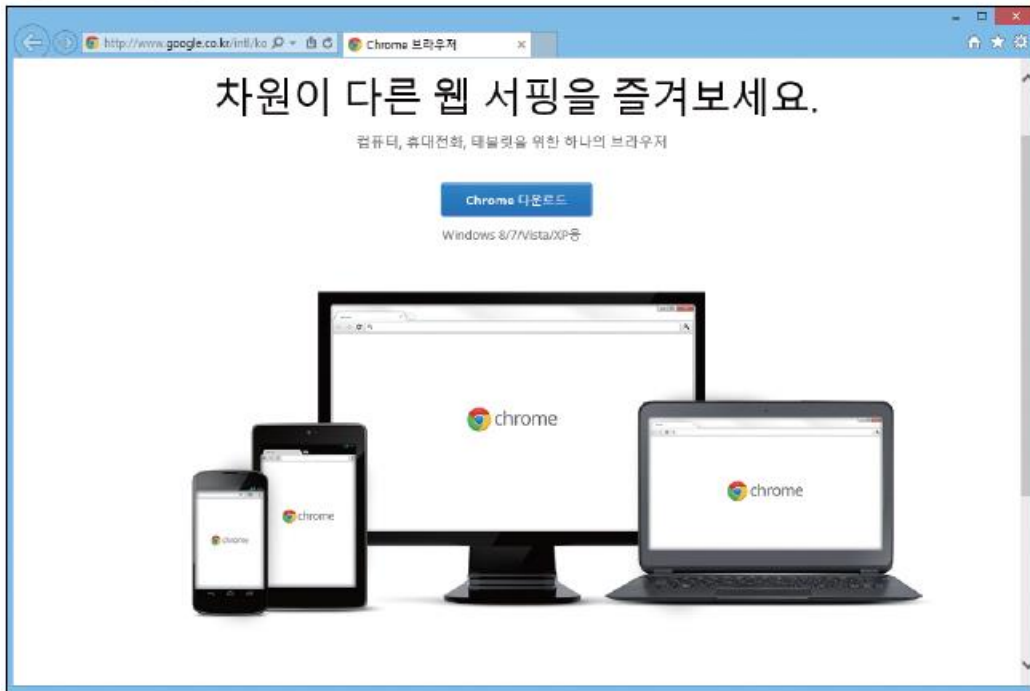 http://www.google.co.kr/intl/ko
Chrome 브라우저
차원이 다른 웹 서핑을 즐겨보세요.
컴퓨터, 휴대전화, 태블릿을 위한 하나의 브라우저
Chrome 다운로드
Windows 8/7/Vista/XP용
chrome
chrome
chrome
chrome